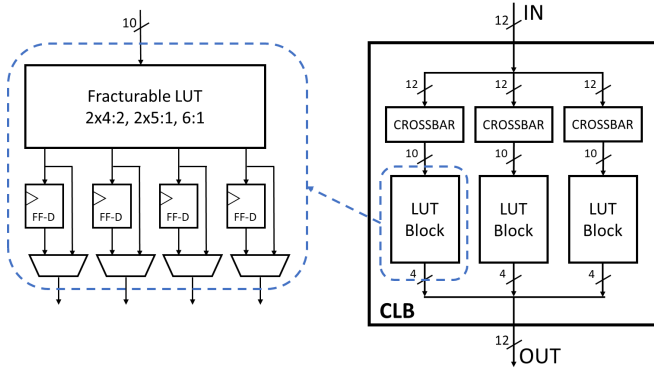 10
Fracturable LUT
2x4:2, 2x5:1, 6:1
FF-D
FF-D
FF-D
FF-D
12
IN
12
12
12
CROSSBAR
CROSSBAR
CROSSBAR
10
10
10
LUT
Block
LUT
Block
LUT
Block
4
4
4
CLB
12
OUT